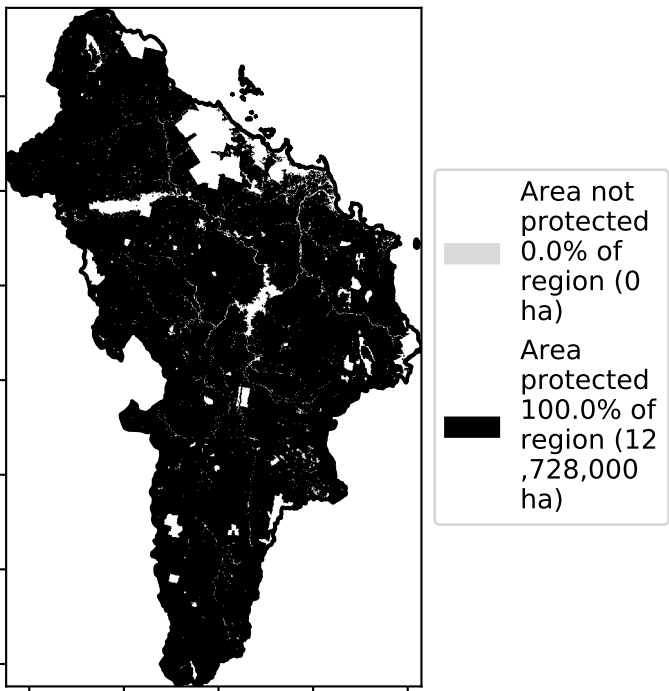 Area not
protected
0.0% of
region (0
ha)
Area
protected
100.0% of
region (12
,728,000
ha)